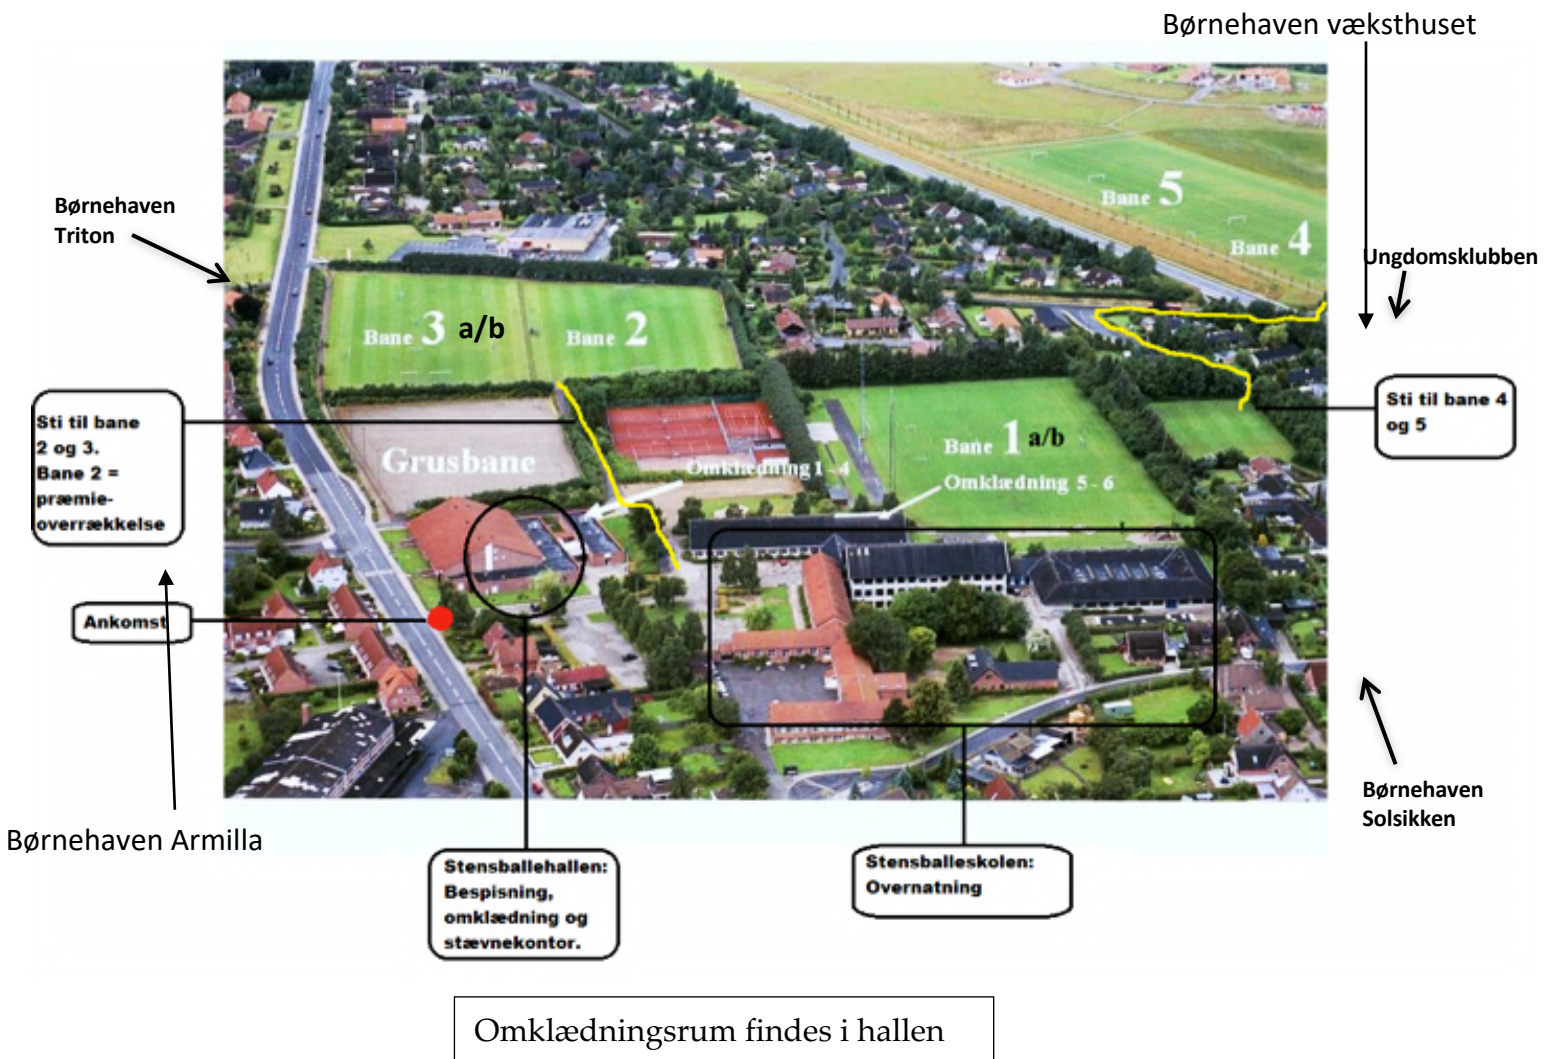 Børnehaven væksthuset
Børnehaven
Triton
Bane 5
Bane 4
Ungdomsklubben
Bane 3 a/b
Bane 2
Sti til bane
2 og 3.
Bane 2 =
præmie-
overrækkelse
Sti til bane 4
og 5
Grusbane
Bane 1 a/b
Omklædning 1 - 4
Omklædning 5 - 6
Ankomst
Børnehaven Armilla
Børnehaven
Solsikken
Stensballehallen:
Bespisning,
omklædning og
stævnekontor.
Stensballeskolen:
Overnatning
Omklædningsrum findes i hallen